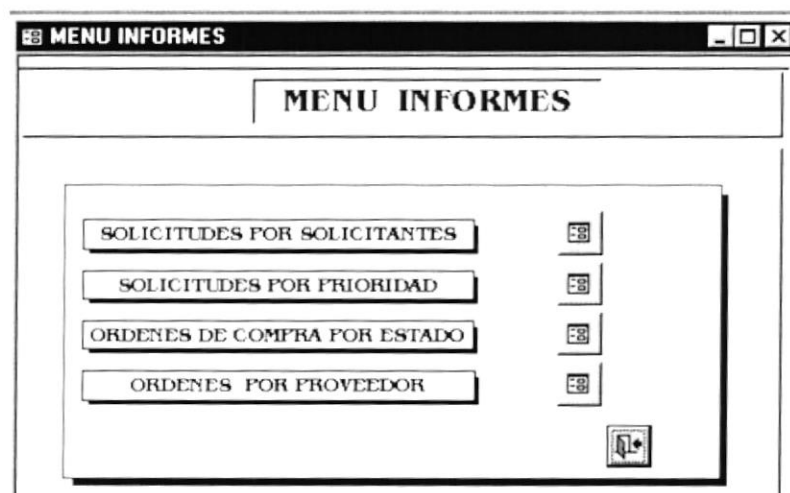 MENU INFORMES
MENU INFORMES
SOLICITUDES POR SOLICITANTES
SOLICITUDES POR PRIORIDAD
ORDENES DE COMPRA POR ESTADO
ORDENES POR PROVEEDOR